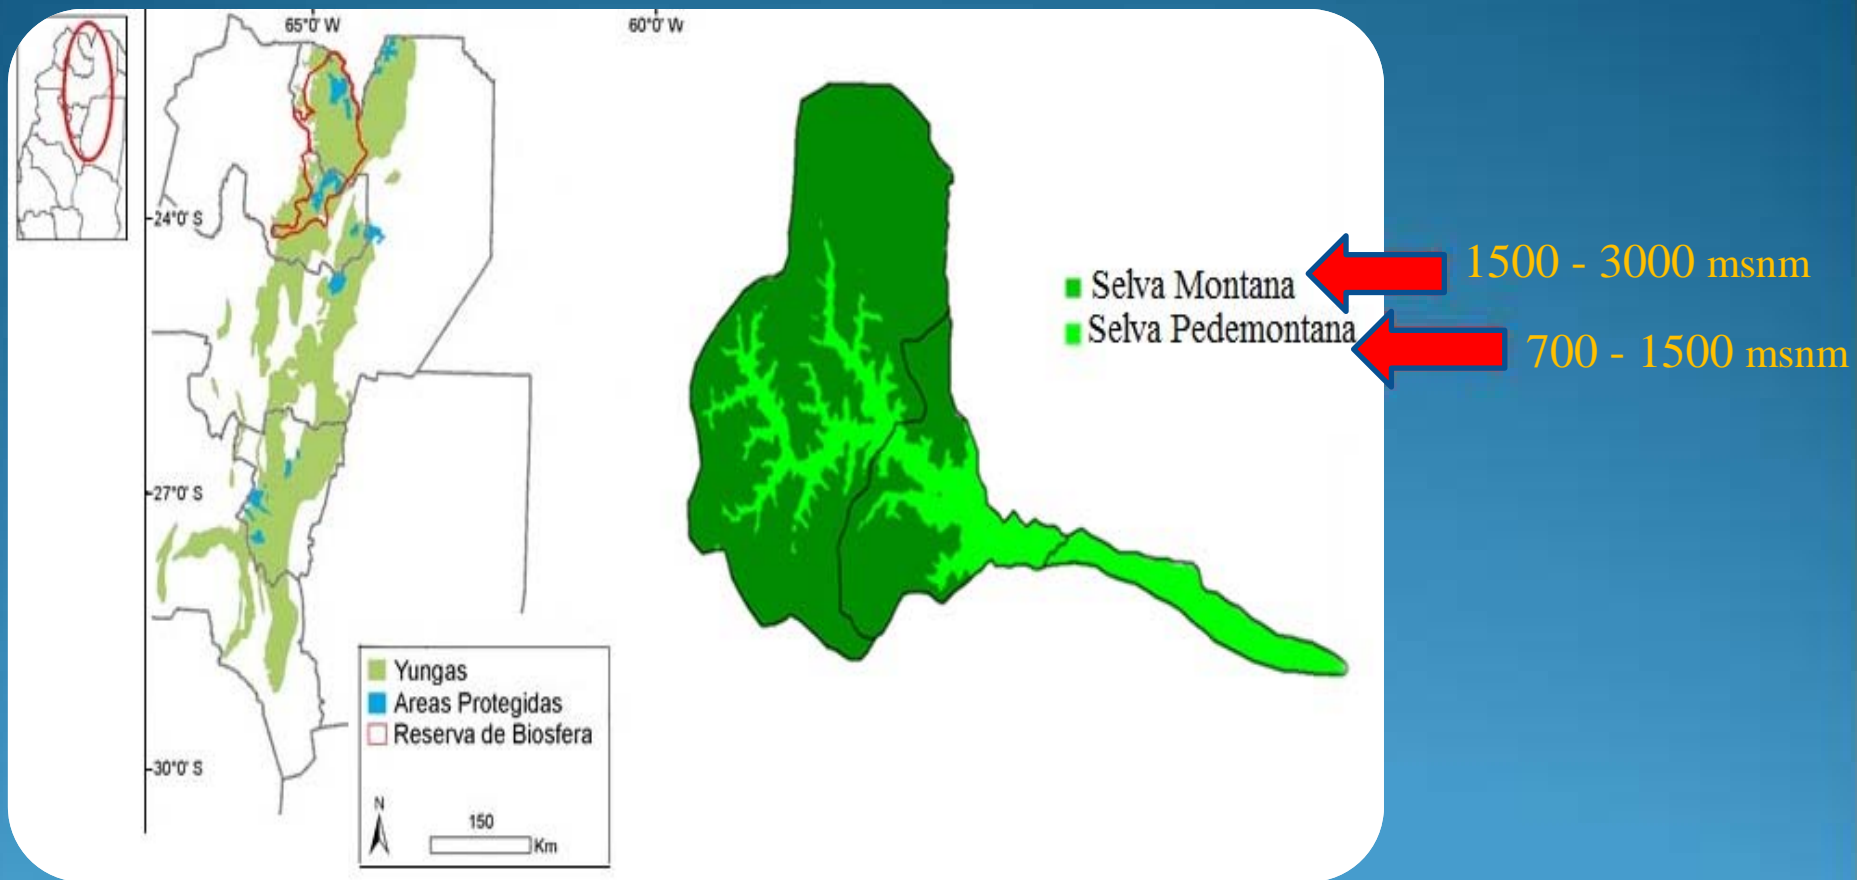 65°0' W
60°0' W
24°0' S
27°0' S
30°0' S
Selva Montana
1500 - 3000 msnm
Selva Pedemontana
700 - 1500 msnm
Yungas
Areas Protegidas
Reserva de Biosfera
N
150
Km